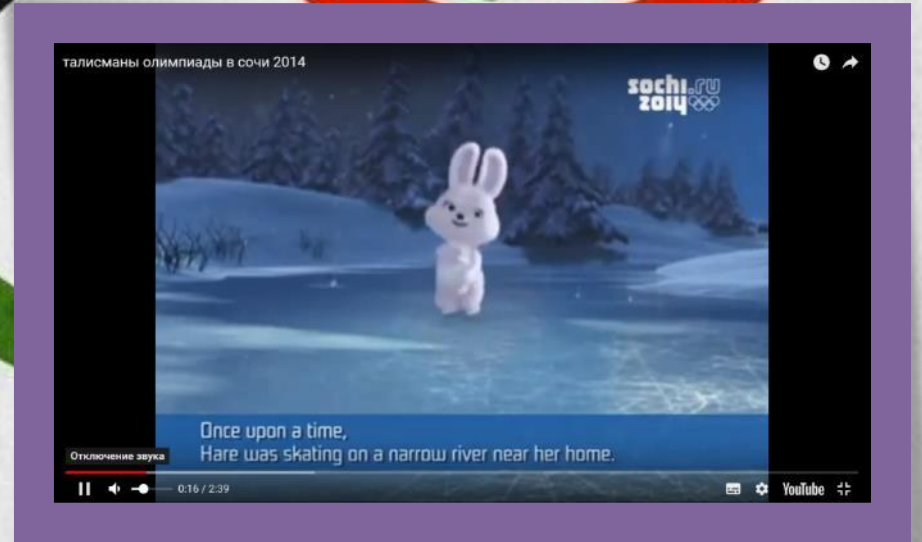 талисманы олимпиады в сочи 2014
sochi.ru
2014
Once upon a time,
Hare was skating on a narrow river near her home.
Отключение звука
0:16 / 2:39
YouTube